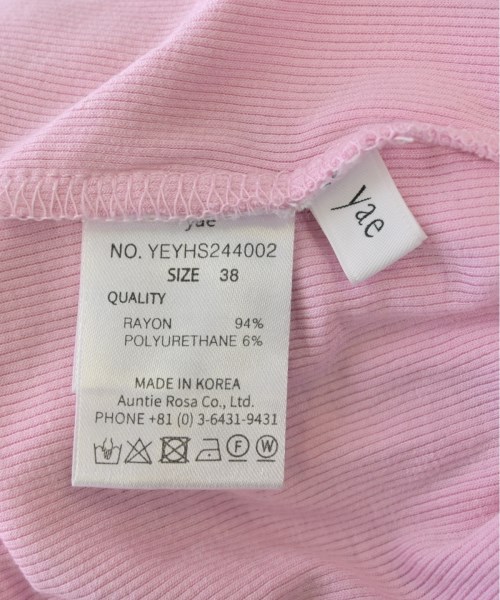 yae
NO. YEYHS244002
SIZE 38
QUALITY
RAYON 94%
POLYURETHANE 6%
MADE IN KOREA
Auntie Rosa Co., Ltd.
PHONE +81 (0) 3-6431-9431
F W
yae